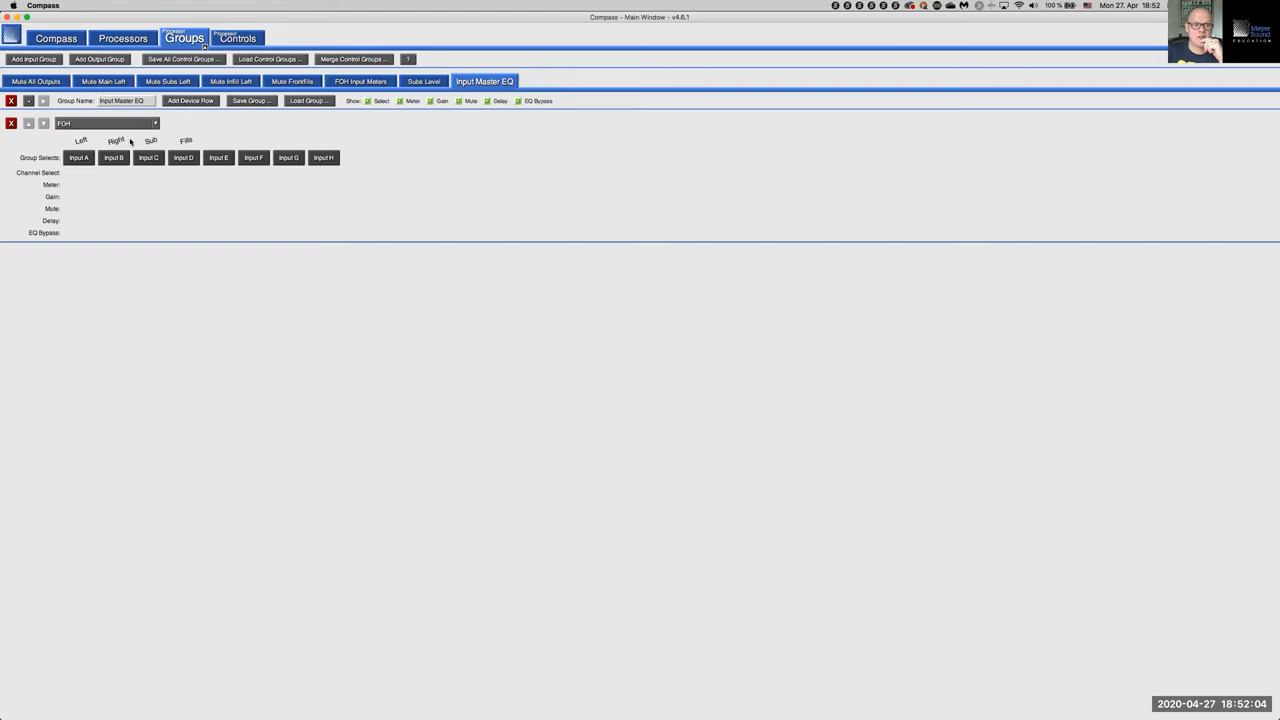 Compass
100 %
Mon 27. Apr 18:52
Compass - Main Window - v4.6.1
Compass
Processors
Processor
Groups
Processor
Controls
Add Input Group
Add Output Group
Save All Control Groups ...
Load Control Groups ...
Merge Control Groups ...
?
Mute All Outputs
Mute Main Left
Mute Subs Left
Mute Infill Left
Mute Frontfills
FOH Input Meters
Subs Level
Input Master EQ
X
Group Name:
Input Master EQ
Add Device Row
Save Group ...
Load Group ...
Show:
Select
Meter
Gain
Mute
Delay
EQ Bypass
X
FOH
Left
Right
Sub
Fills
Group Selects:
Input A
Input B
Input C
Input D
Input E
Input F
Input G
Input H
Channel Select:
Meter:
Gain:
Mute:
Delay:
EQ Bypass:
Meyer
Sound
EDUCATION
2020-04-27 18:52:04